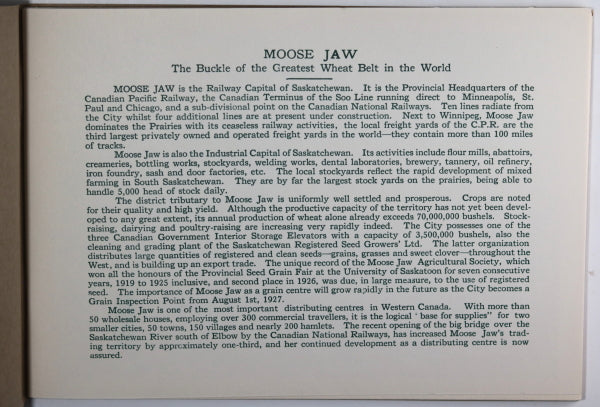 MOOSE JAW
The Buckle of the Greatest Wheat Belt in the World
MOOSE JAW is the Railway Capital of Saskatchewan. It is the Provincial Headquarters of the
Canadian Pacific Railway, the Canadian Terminus of the Soo Line running direct to Minneapolis, St.
Paul and Chicago, and a sub-divisional point on the Canadian National Railways. Ten lines radiate from
the City whilst four additional lines are at present under construction. Next to Winnipeg, Moose Jaw
dominates the Prairies with its ceaseless railway activities, the local freight yards of the C.P.R. are the
third largest privately owned and operated freight yards in the world—they contain more than 100 miles
of tracks.
Moose Jaw is also the Industrial Capital of Saskatchewan. Its activities include flour mills, abattoirs,
creameries, bottling works, stockyards, welding works, dental laboratories, brewery, tannery, oil refinery,
iron foundry, sash and door factories, etc. The local stockyards reflect the rapid development of mixed
farming in South Saskatchewan. They are by far the largest stock yards on the prairies, being able to
handle 5,000 head of stock daily.
The district tributary to Moose Jaw is uniformly well settled and prosperous. Crops are noted
for their quality and high yield. Although the productive capacity of the territory has not yet been devel-
oped to any great extent, its annual production of wheat alone already exceeds 70,000,000 bushels. Stock-
raising, dairying and poultry-raising are increasing very rapidly indeed. The City possesses one of the
three Canadian Government Interior Storage Elevators with a capacity of 3,500,000 bushels, also the
cleaning and grading plant of the Saskatchewan Registered Seed Growers' Ltd. The latter organization
distributes large quantities of registered and clean seeds—grains, grasses and sweet clover—throughout the
West, and is building up an export trade. The unique record of the Moose Jaw Agricultural Society, which
won all the honours of the Provincial Seed Grain Fair at the University of Saskatoon for seven consecutive
years, 1919 to 1925 inclusive, and second place in 1926, was due, in large measure, to the use of registered
seed. The importance of Moose Jaw as a grain centre will grow rapidly in the future as the City becomes a
Grain Inspection Point from August 1st, 1927.
Moose Jaw is one of the most important distributing centres in Western Canada. With more than
50 wholesale houses, employing over 300 commercial travellers, it is the logical 'base for supplies" for two
smaller cities, 50 towns, 150 villages and nearly 200 hamlets. The recent opening of the big bridge over the
Saskatchewan River south of Elbow by the Canadian National Railways, has increased Moose Jaw's trad-
ing territory by approximately one-third, and her continued development as a distributing centre is now
assured.